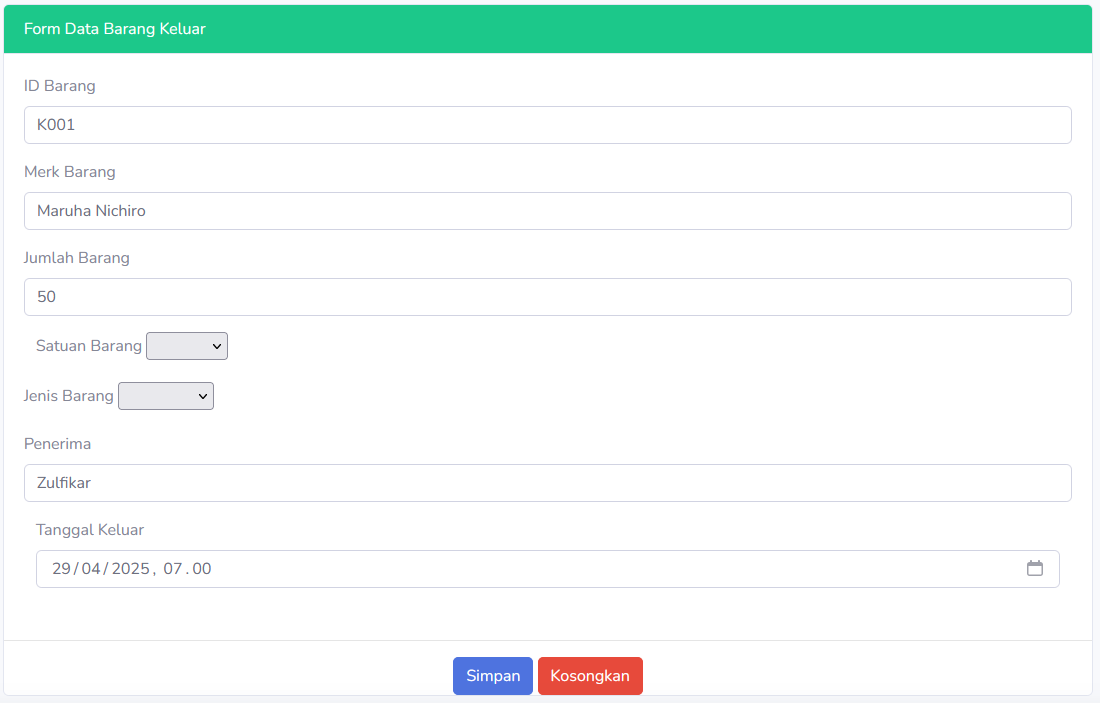 Form Data Barang Keluar
ID Barang
K001
Merk Barang
Maruha Nichiro
Jumlah Barang
50
Satuan Barang
Jenis Barang
Penerima
Zulfikar
Tanggal Keluar
29/04/2025, 07.00
Simpan Kosongkan